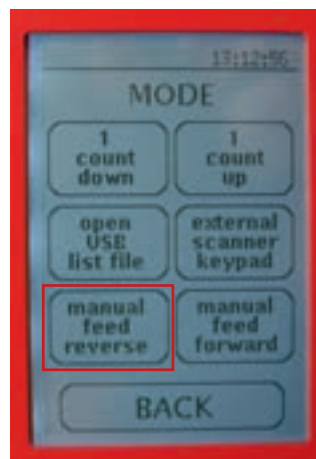 13:12:56
MODE
1
count
down
1
count
up
open
USB
list file
external
scanner
keypad
manual
feed
reverse
manual
feed
forward
BACK